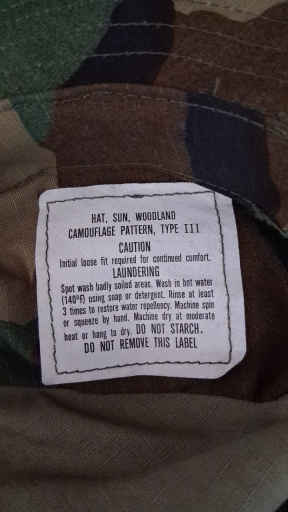 HAT, SUN, WOODLAND
CAMOUFLAGE PATTERN, TYPE III
CAUTION
Initial loose fit required for continued comfort.
LAUNDERING
Spot wash badly soiled areas. Wash in hot water
(140°F) using soap or detergent. Rinse at least
3 times to restore water repellency. Machine spin
or squeeze by hand. Machine dry at moderate
heat or hang to dry. DO NOT STARCH.
DO NOT REMOVE THIS LABEL